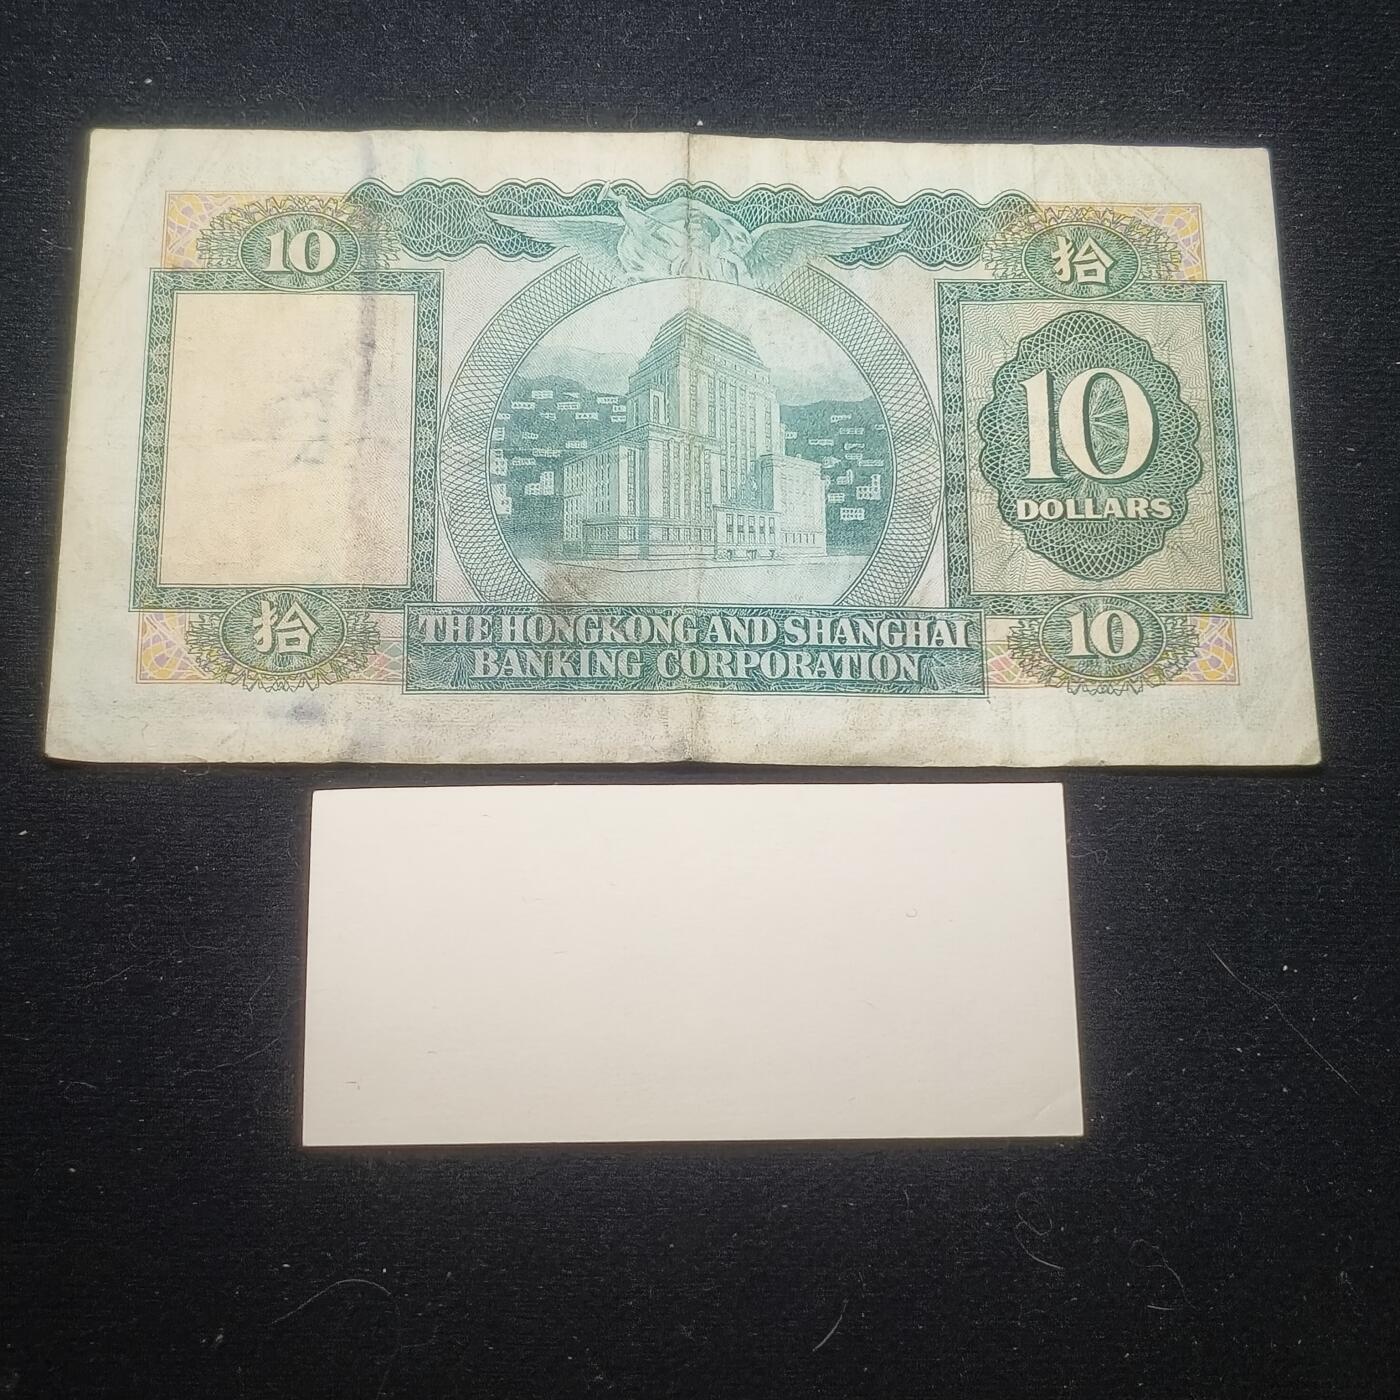 10
拾
10
DOLLARS
拾
10
THE HONGKONG AND SHANGHAI
BANKING CORPORATION